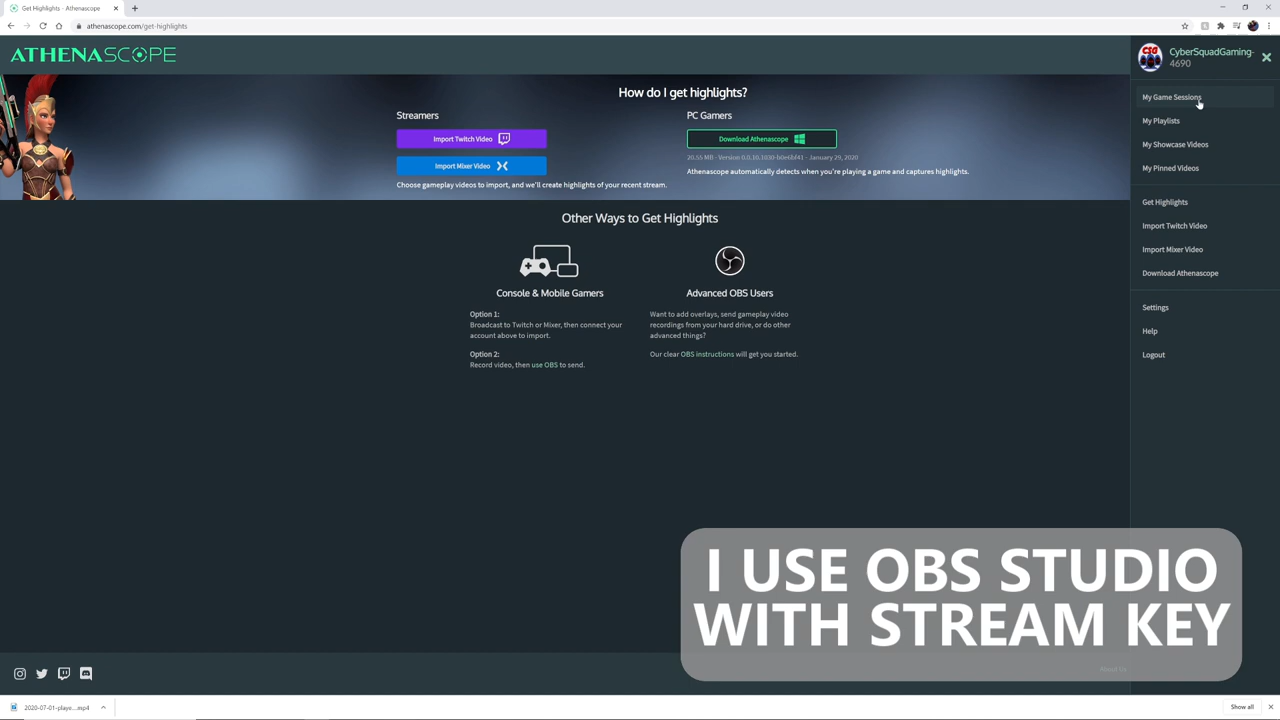 Get Highlights - Athenascope
athenascope.com/get-highlights
ATHENASCOPE
CyberSquadGaming-
4690
My Game Sessions
My Playlists
My Showcase Videos
My Pinned Videos
Get Highlights
Import Twitch Video
Import Mixer Video
Download Athenascope
Settings
Help
Logout
How do I get highlights?
Streamers
Import Twitch Video
Import Mixer Video
Choose gameplay videos to import, and we'll create highlights of your recent stream.
PC Gamers
Download Athenascope
Athenascope automatically detects when you're playing a game and captures highlights.
Other Ways to Get Highlights
Console & Mobile Gamers
Option 1:
Broadcast to Twitch or Mixer, then connect your
account above to import.
Option 2:
Record video, then use OBS to send.
Advanced OBS Users
Want to add overlays, send gameplay video
recordings from your hard drive, or do other
advanced things?
Our clear OBS instructions will get you started.
I USE OBS STUDIO
WITH STREAM KEY
About Us
2020-07-01-playe....mp4
Show all